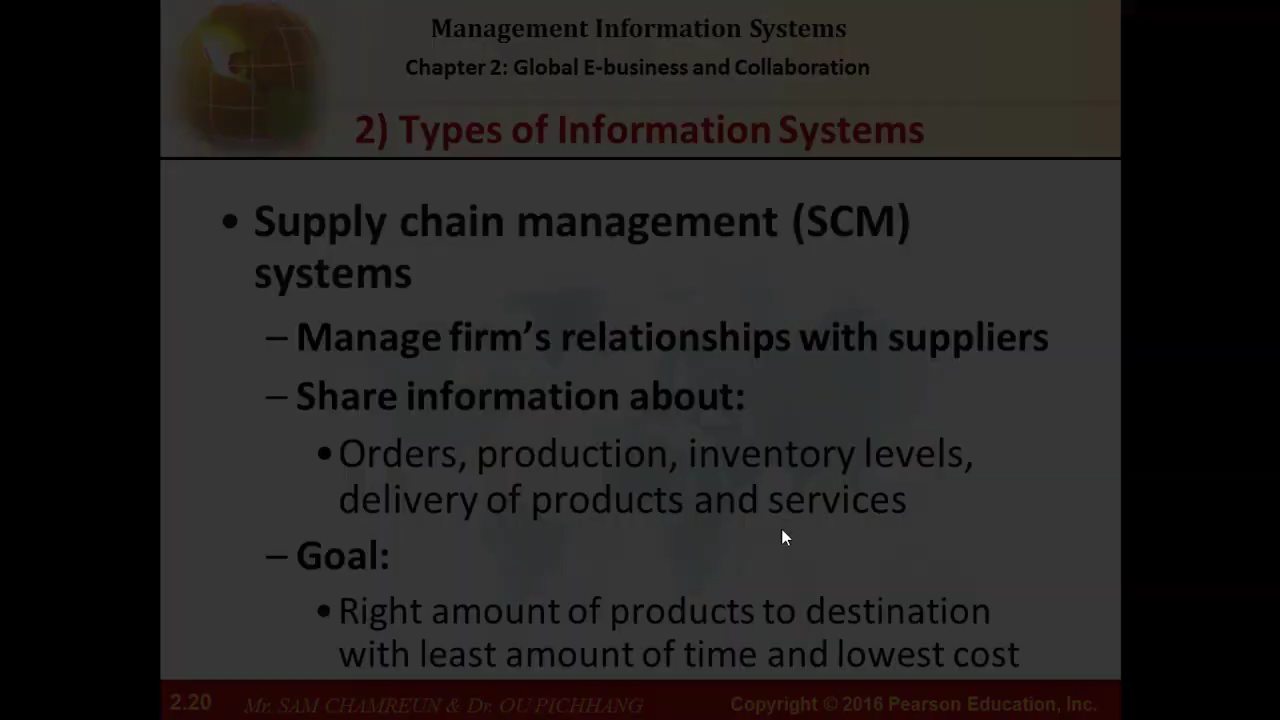 Management Information Systems
Chapter 2: Global E-business and Collaboration
2) Types of Information Systems
• Supply chain management (SCM)
systems
– Manage firm’s relationships with suppliers
– Share information about:
• Orders, production, inventory levels,
delivery of products and services
– Goal:
• Right amount of products to destination
with least amount of time and lowest cost
2.20 Mr. SAM CHAMREUN & Dr. OU PICHHANG Copyright © 2016 Pearson Education, Inc.